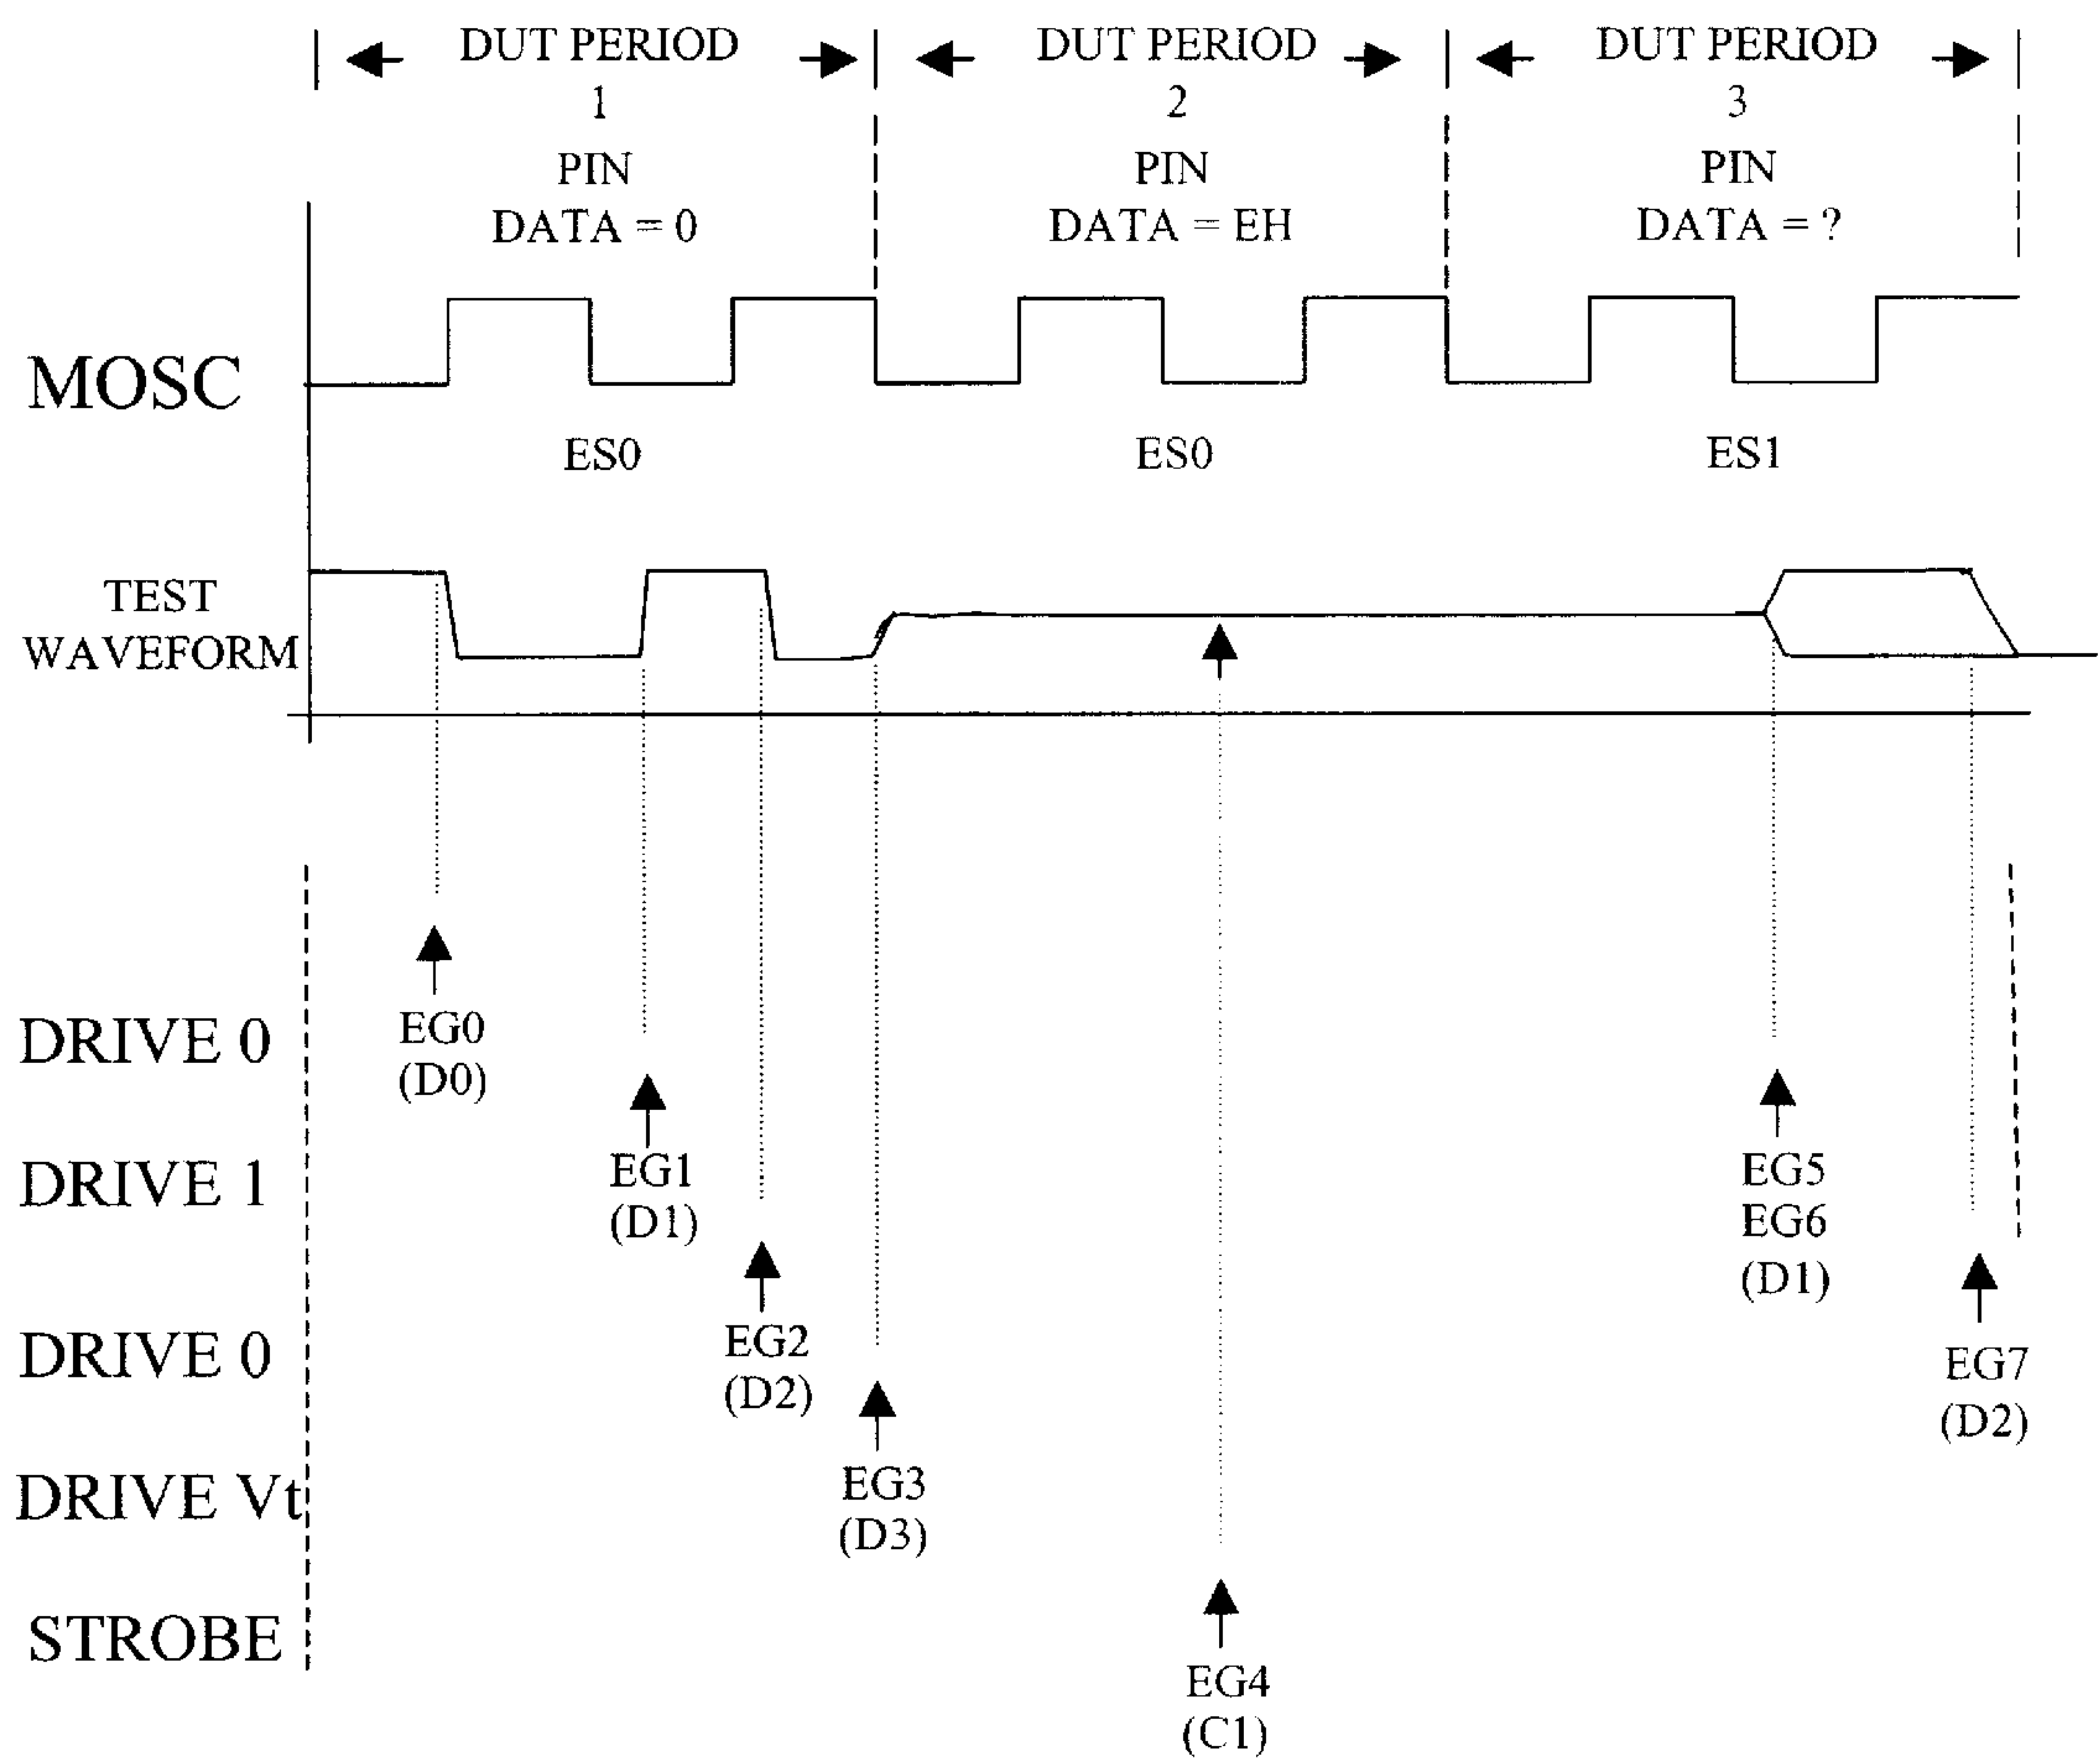 DUT PERIOD
1
PIN
DATA = 0
DUT PERIOD
2
PIN
DATA = EH
DUT PERIOD
3
PIN
DATA = ?
MOSC
ES0
ES0
ES1
TEST
WAVEFORM
DRIVE 0
EG0
(D0)
DRIVE 1
EG1
(D1)
EG5
EG6
(D1)
DRIVE 0
EG2
(D2)
EG7
(D2)
DRIVE Vt
EG3
(D3)
STROBE
EG4
(C1)